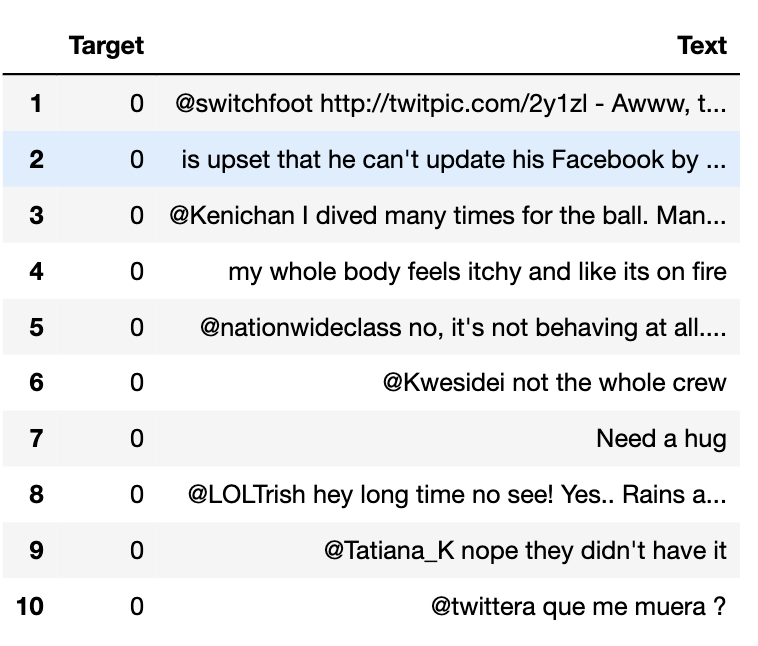 Target Text
1 0 @switchfoot http://twitpic.com/2y1zl - Awww, t...
2 0 is upset that he can't update his Facebook by ...
3 0 @Kenichan I dived many times for the ball. Man...
4 0 my whole body feels itchy and like its on fire
5 0 @nationwideclass no, it's not behaving at all....
6 0 @Kwesidei not the whole crew
7 0 Need a hug
8 0 @LOLTrish hey long time no see! Yes.. Rains a...
9 0 @Tatiana_K nope they didn't have it
10 0 @twittera que me muera ?